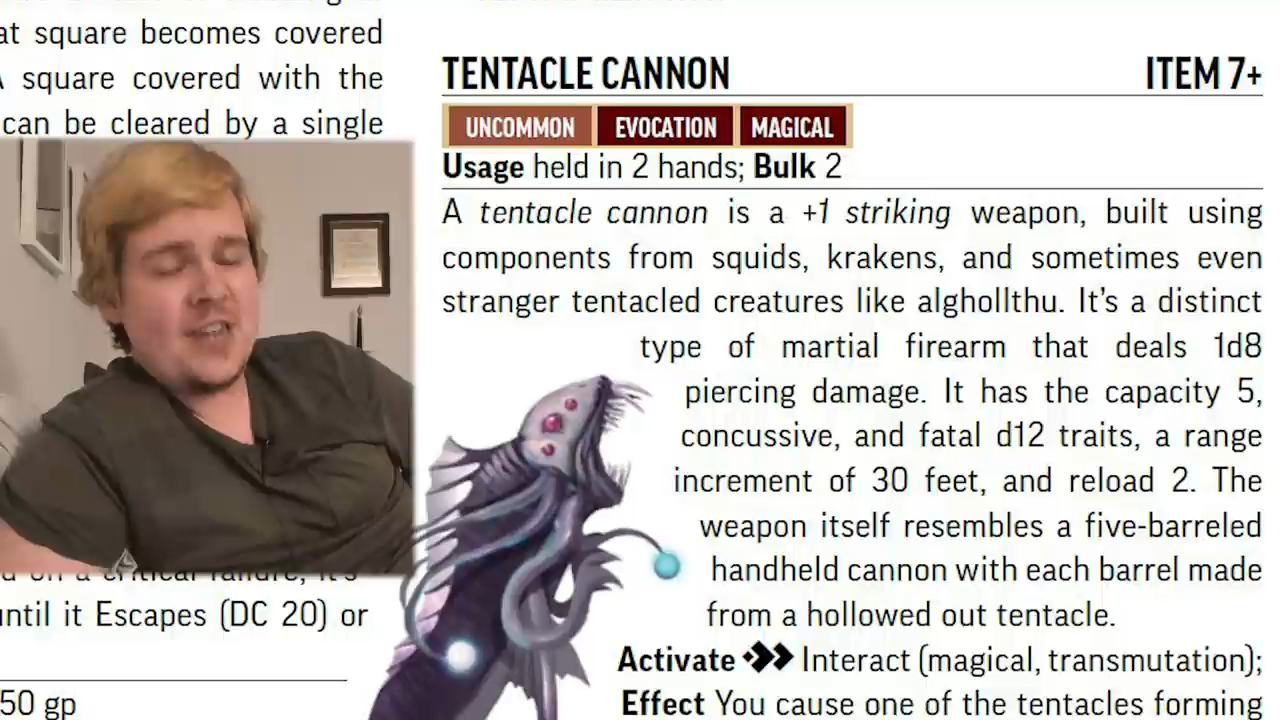 at square becomes covered
square covered with the
can be cleared by a single
until it Escapes (DC 20) or
50 gp
TENTACLE CANNON ITEM 7+
UNCOMMON EVOCATION MAGICAL
Usage held in 2 hands; Bulk 2
A tentacle cannon is a +1 striking weapon, built using
components from squids, krakens, and sometimes even
stranger tentacled creatures like alghollthu. It's a distinct
type of martial firearm that deals 1d8
piercing damage. It has the capacity 5,
concussive, and fatal d12 traits, a range
increment of 30 feet, and reload 2. The
weapon itself resembles a five-barreled
handheld cannon with each barrel made
from a hollowed out tentacle.
Activate Interact (magical, transmutation);
Effect You cause one of the tentacles forming